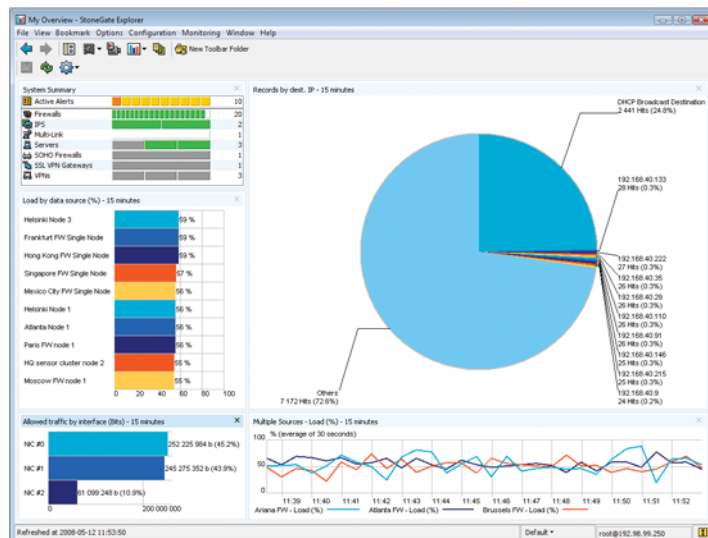 My Overview - StoneGate Explorer
File View Bookmark Options Configuration Monitoring Window Help
New Toolbar Folder
System Summary
Active Alerts 10
Firewalls 20
IPS 2
Multi-Link 1
Servers 3
SOHO Firewalls 1
SSL VPN Gateways 1
VPNs 3
Load by data source (%) - 15 minutes
Helsinki Node 3 59 %
Frankfurt FW Single Node 59 %
Hong Kong FW Single Node 59 %
Singapore FW Single Node 57 %
Mexico City FW Single Node 56 %
Helsinki Node 1 56 %
Atlanta Node 1 56 %
Paris FW node 1 56 %
HQ sensor cluster node 2 55 %
Moscow FW node 1 55 %
0 20 40 60 80 100
Allowed traffic by interface (Bits) - 15 minutes
NIC #0 252 225 984 b (45.2%)
NIC #1 245 275 352 b (43.9%)
NIC #2 61 099 248 b (10.9%)
0 200 000 000
Records by dest. IP - 15 minutes
DHCP Broadcast Destination
2 441 Hits (24.8%)
192.168.40.133
28 Hits (0.3%)
192.168.40.222
27 Hits (0.3%)
192.168.40.35
26 Hits (0.3%)
192.168.40.29
26 Hits (0.3%)
192.168.40.110
26 Hits (0.3%)
192.168.40.91
26 Hits (0.3%)
192.168.40.146
25 Hits (0.3%)
192.168.40.215
25 Hits (0.3%)
192.168.40.9
24 Hits (0.2%)
Others
7 172 Hits (72.6%)
Multiple Sources - Load (%) - 15 minutes
% (average of 30 seconds)
100
50
0
11:39 11:40 11:41 11:42 11:43 11:44 11:45 11:46 11:47 11:48 11:49 11:50 11:51 11:52
Ariana FW - Load (%) Atlanta FW - Load (%) Brussels FW - Load (%)
Refreshed at 2008-05-12 11:53:50 Default root@192.98.99.250